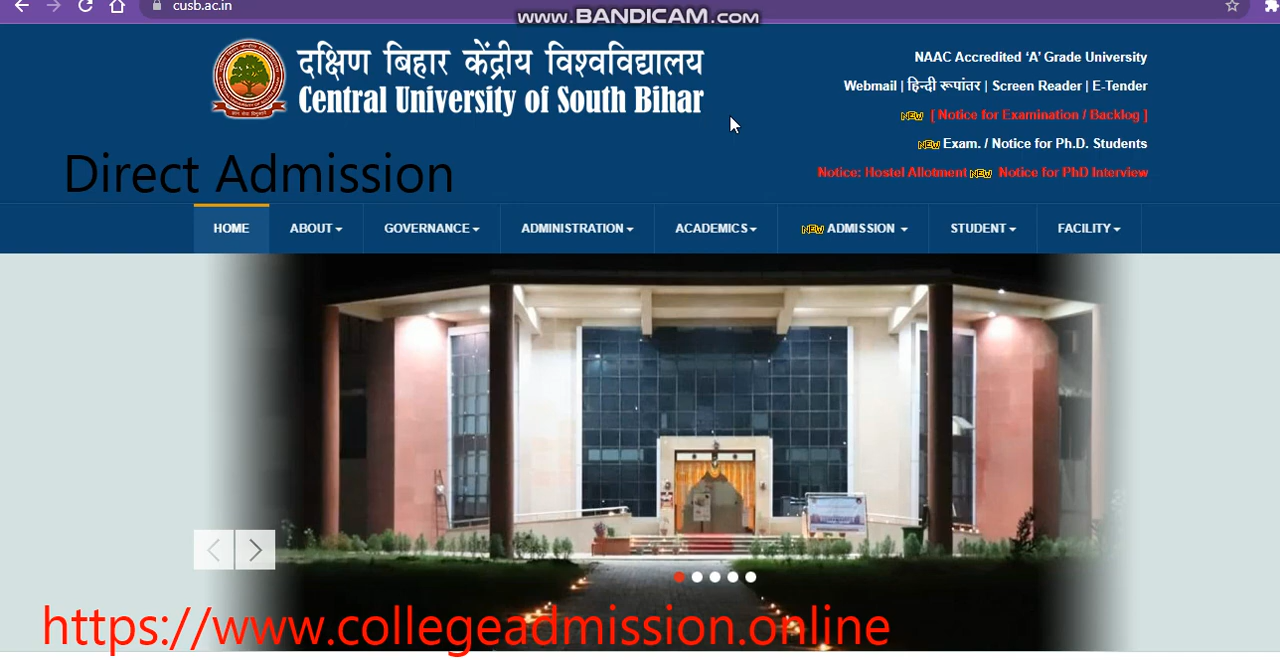 cusb.ac.in
www.BANDICAM.com
दक्षिण बिहार केंद्रीय विश्वविद्यालय
Central University of South Bihar
NAAC Accredited ‘A’ Grade University
Webmail | हिन्दी रूपांतर | Screen Reader | E-Tender
NEW [ Notice for Examination / Backlog ]
NEW Exam. / Notice for Ph.D. Students
Notice: Hostel Allotment NEW Notice for PhD Interview
Direct Admission
HOME ABOUT GOVERNANCE ADMINISTRATION ACADEMICS NEW ADMISSION STUDENT FACILITY
https://www.collegeadmission.online